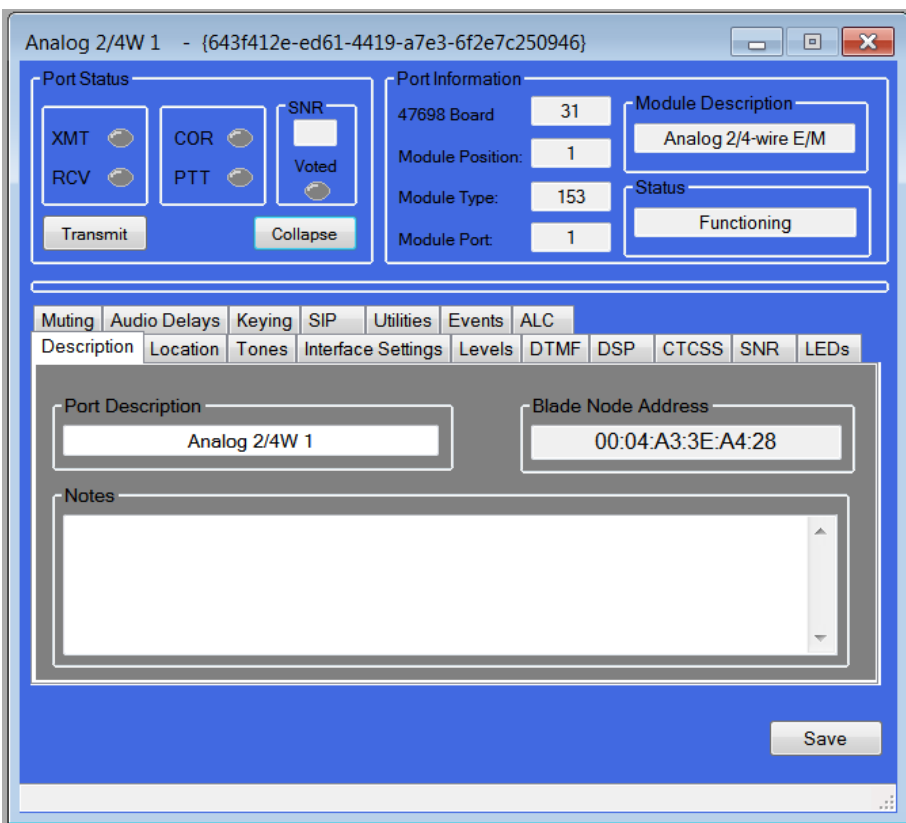 Analog 2/4W 1 - {643f412e-ed61-4419-a7e3-6f2e7c250946}
Port Status
XMT
RCV
COR
PTT
SNR
Voted
Transmit
Collapse
Port Information
47698 Board 31
Module Position: 1
Module Type: 153
Module Port: 1
Module Description
Analog 2/4-wire E/M
Status
Functioning
Muting Audio Delays Keying SIP Utilities Events ALC
Description Location Tones Interface Settings Levels DTMF DSP CTCSS SNR LEDs
Port Description
Analog 2/4W 1
Blade Node Address
00:04:A3:3E:A4:28
Notes
Save